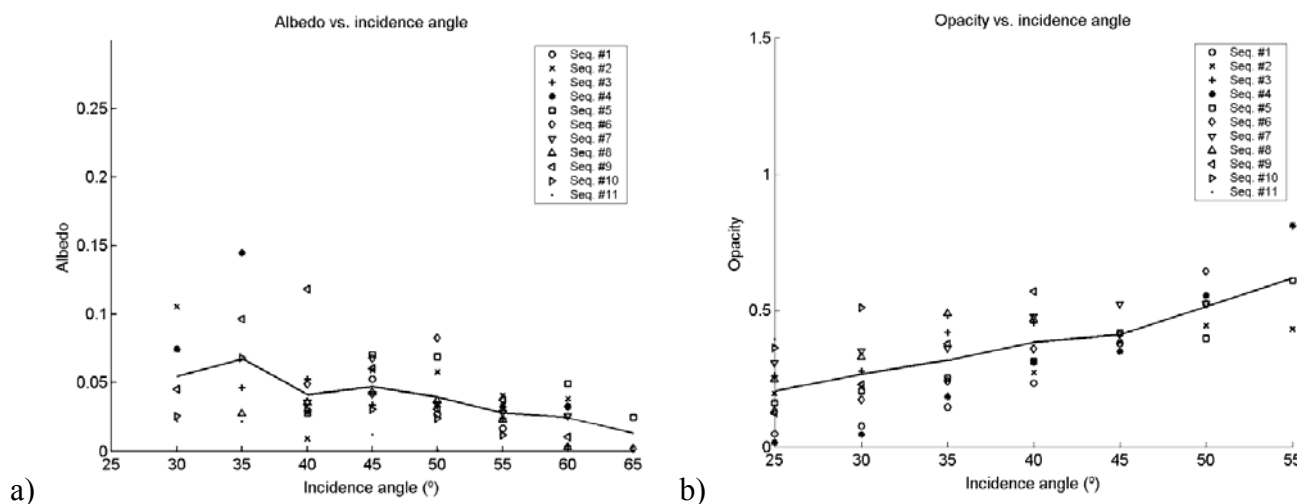 Albedo vs. incidence angle
0.25
0.2
0.15
0.1
0.05
0
Albedo
Seq. #1
Seq. #2
Seq. #3
Seq. #4
Seq. #5
Seq. #6
Seq. #7
Seq. #8
Seq. #9
Seq. #10
Seq. #11
25 30 35 40 45 50 55 60 65
Incidence angle (º)
a)
Opacity vs. incidence angle
1.5
1
0.5
0
Opacity
Seq. #1
Seq. #2
Seq. #3
Seq. #4
Seq. #5
Seq. #6
Seq. #7
Seq. #8
Seq. #9
Seq. #10
Seq. #11
25 30 35 40 45 50 55
Incidence angle (º)
b)